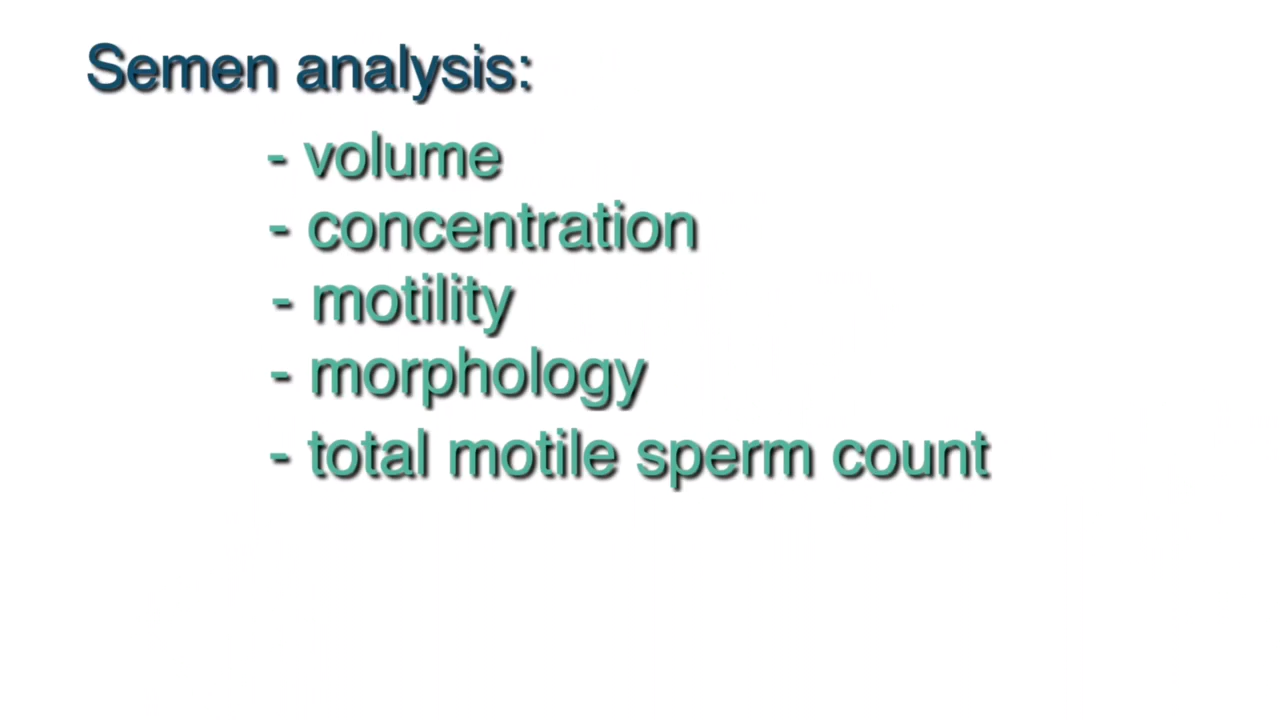 Semen analysis:
- volume
- concentration
- motility
- morphology
- total motile sperm count